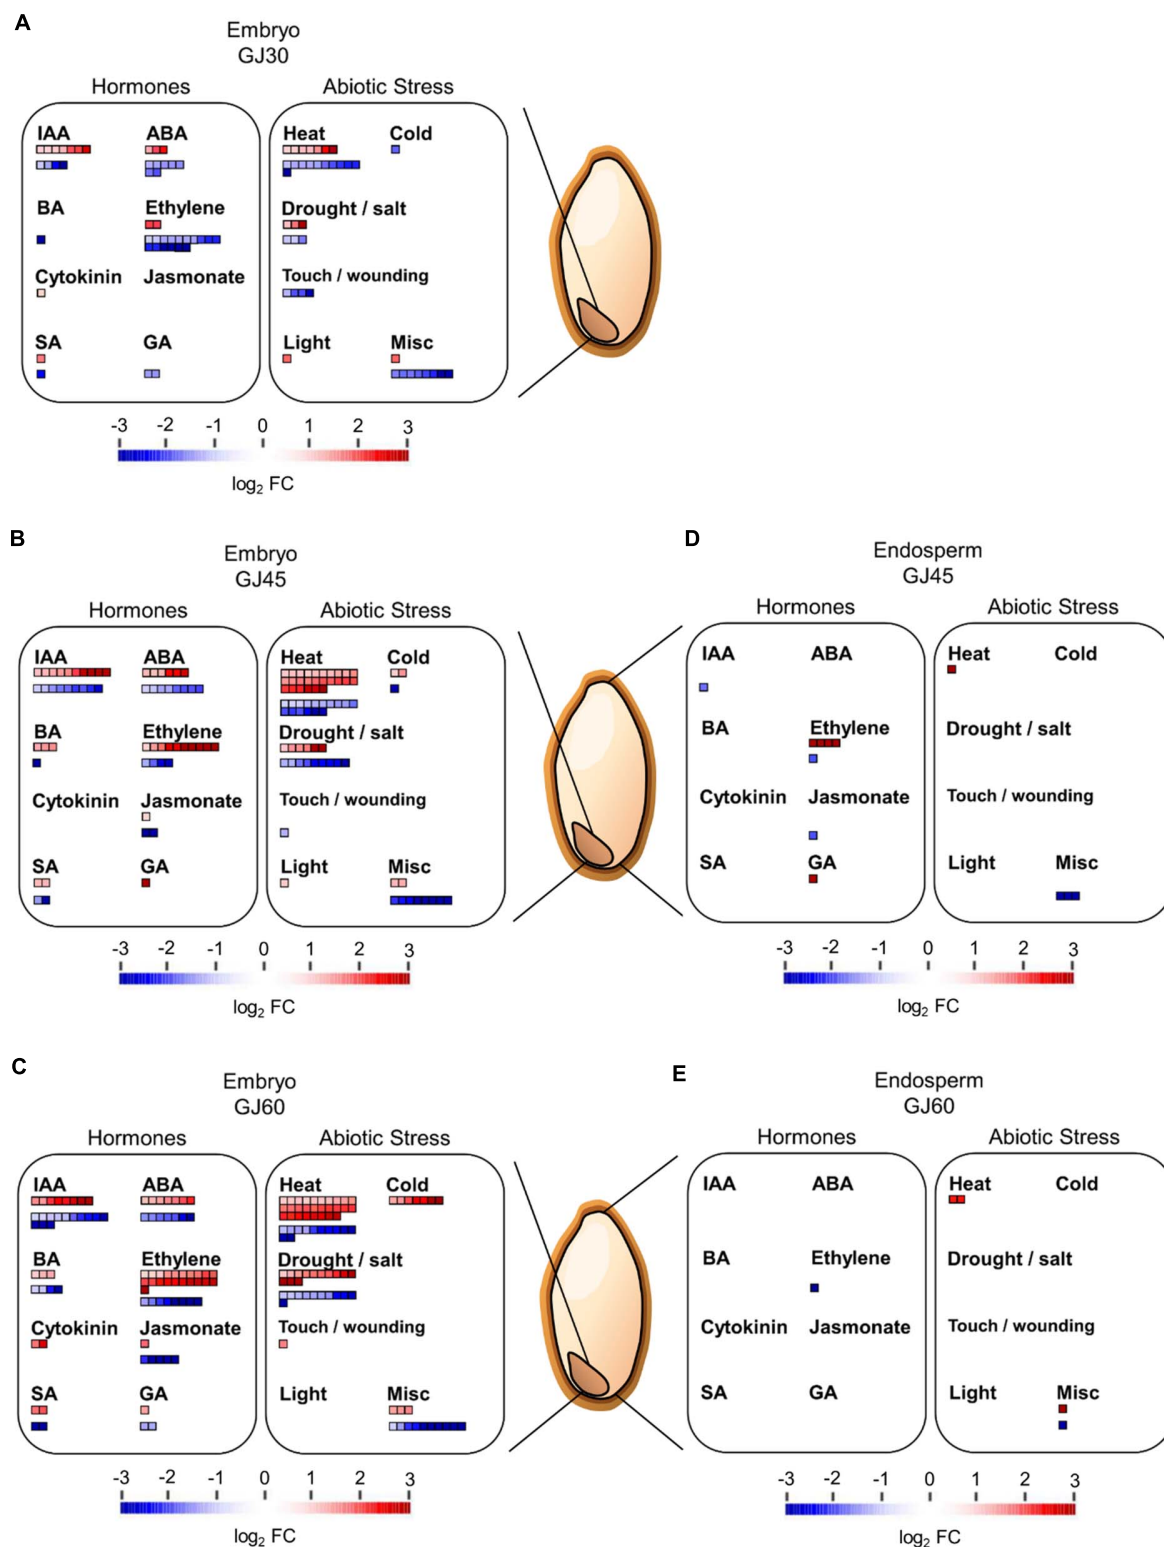 A
Embryo
GJ30
Hormones Abiotic Stress
IAA ABA Heat Cold
BA Ethylene Drought / salt
Cytokinin Jasmonate Touch / wounding
SA GA Light Misc
-3 -2 -1 0 1 2 3
log2 FC
B
Embryo
GJ45
Hormones Abiotic Stress
IAA ABA Heat Cold
BA Ethylene Drought / salt
Cytokinin Jasmonate Touch / wounding
SA GA Light Misc
-3 -2 -1 0 1 2 3
log2 FC
D
Endosperm
GJ45
Hormones Abiotic Stress
IAA ABA Heat Cold
BA Ethylene Drought / salt
Cytokinin Jasmonate Touch / wounding
SA GA Light Misc
-3 -2 -1 0 1 2 3
log2 FC
C
Embryo
GJ60
Hormones Abiotic Stress
IAA ABA Heat Cold
BA Ethylene Drought / salt
Cytokinin Jasmonate Touch / wounding
SA GA Light Misc
-3 -2 -1 0 1 2 3
log2 FC
E
Endosperm
GJ60
Hormones Abiotic Stress
IAA ABA Heat Cold
BA Ethylene Drought / salt
Cytokinin Jasmonate Touch / wounding
SA GA Light Misc
-3 -2 -1 0 1 2 3
log2 FC